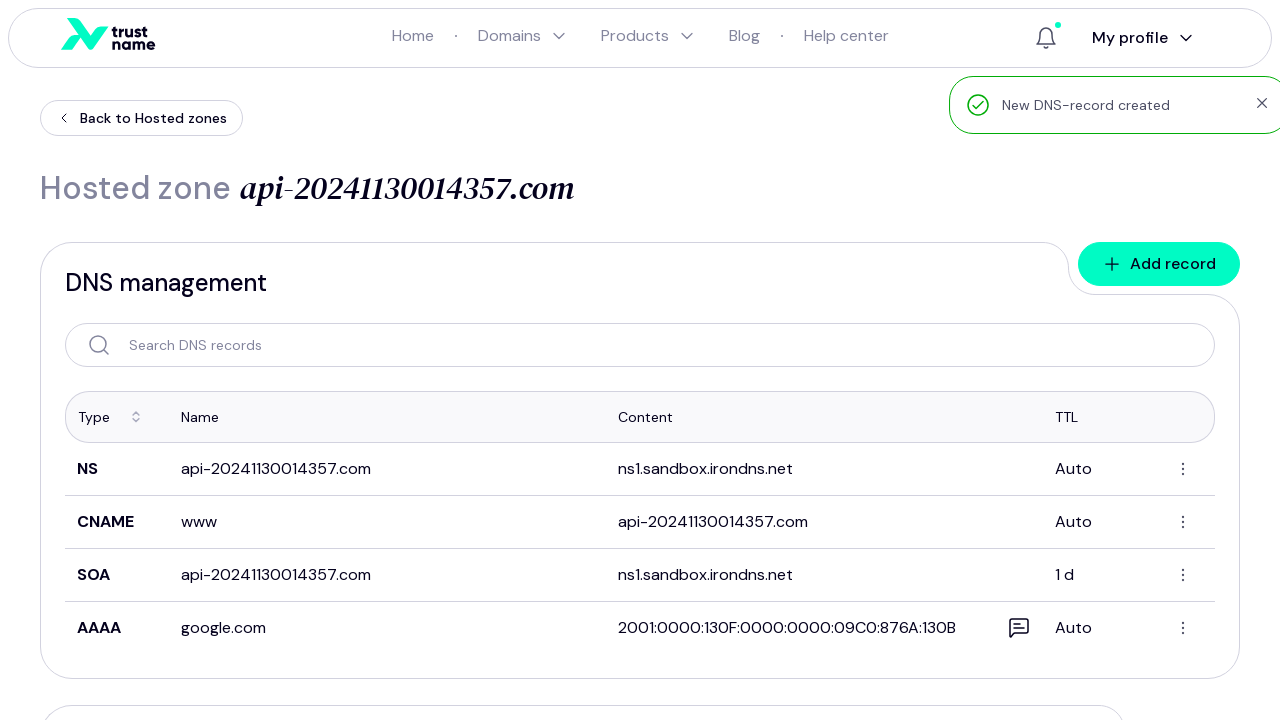 trust
name
Home · Domains Products Blog · Help center
My profile
New DNS-record created
Back to Hosted zones
Hosted zone api-20241130014357.com
DNS management
Add record
Search DNS records
Type Name Content TTL
NS api-20241130014357.com ns1.sandbox.irondns.net Auto
CNAME www api-20241130014357.com Auto
SOA api-20241130014357.com ns1.sandbox.irondns.net 1 d
AAAA google.com 2001:0000:130F:0000:0000:09C0:876A:130B Auto